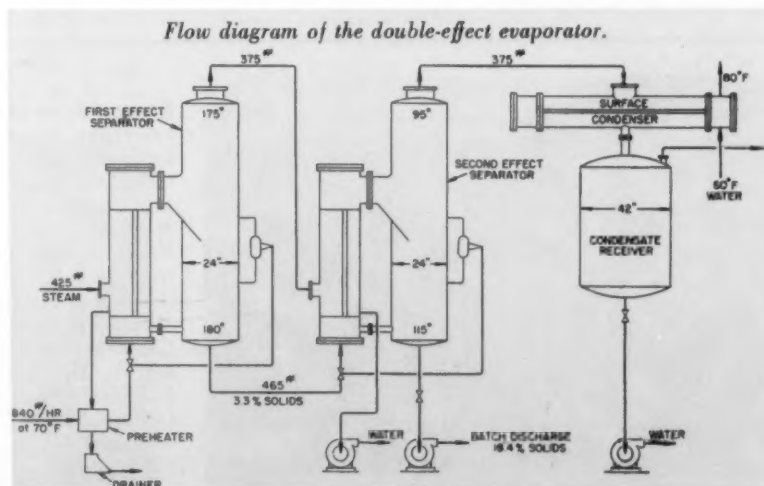 Flow diagram of the double-effect evaporator.
375#
375#
80°F
FIRST EFFECT
SEPARATOR
175°
95°
SURFACE
CONDENSER
SECOND EFFECT
SEPARATOR
WATER
42"
CONDENSATE
RECEIVER
425#
STEAM
24"
24"
180°
115°
465#
3.3% SOLIDS
840#/HR
at 70°F
PREHEATER
WATER
BATCH DISCHARGE
18.4% SOLIDS
WATER
DRAINER